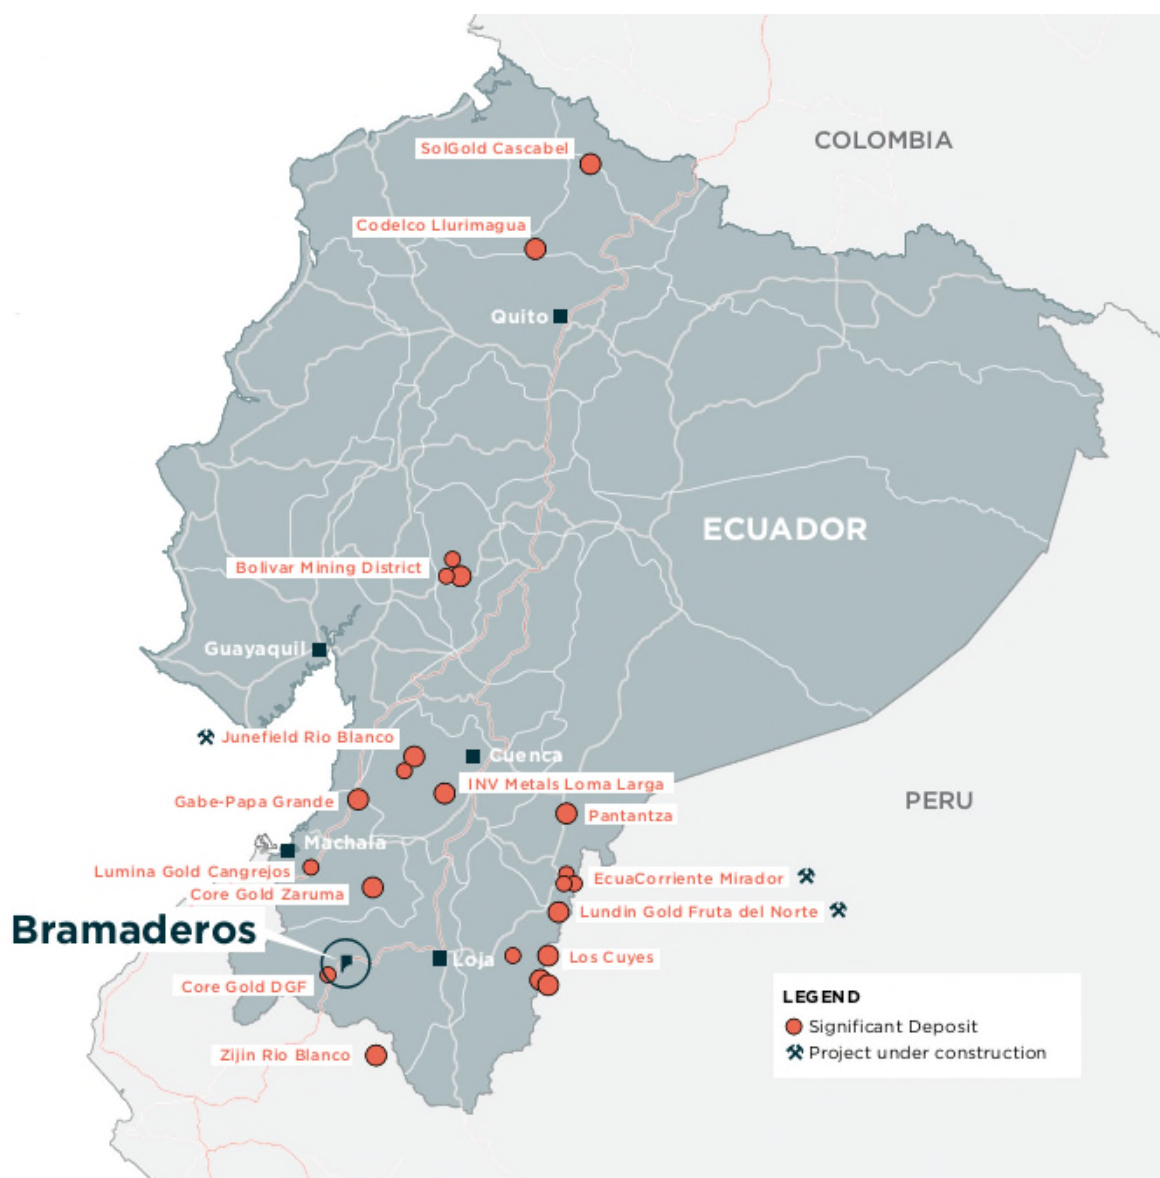 COLOMBIA
SolGold Cascabel
Codelco Llurimagua
Quito
ECUADOR
Bolivar Mining District
Guayaquil
Junefield Rio Blanco
Cuenca
INV Metals Loma Larga
Gabe-Papa Grande
PERU
Pantantza
Machala
Lumina Gold Cangrejos
EcuaCorriente Mirador
Core Gold Zaruma
Lundin Gold Fruta del Norte
Bramaderos
Loja
Los Cuyes
Core Gold DGF
LEGEND
Significant Deposit
Project under construction
Zijin Rio Blanco